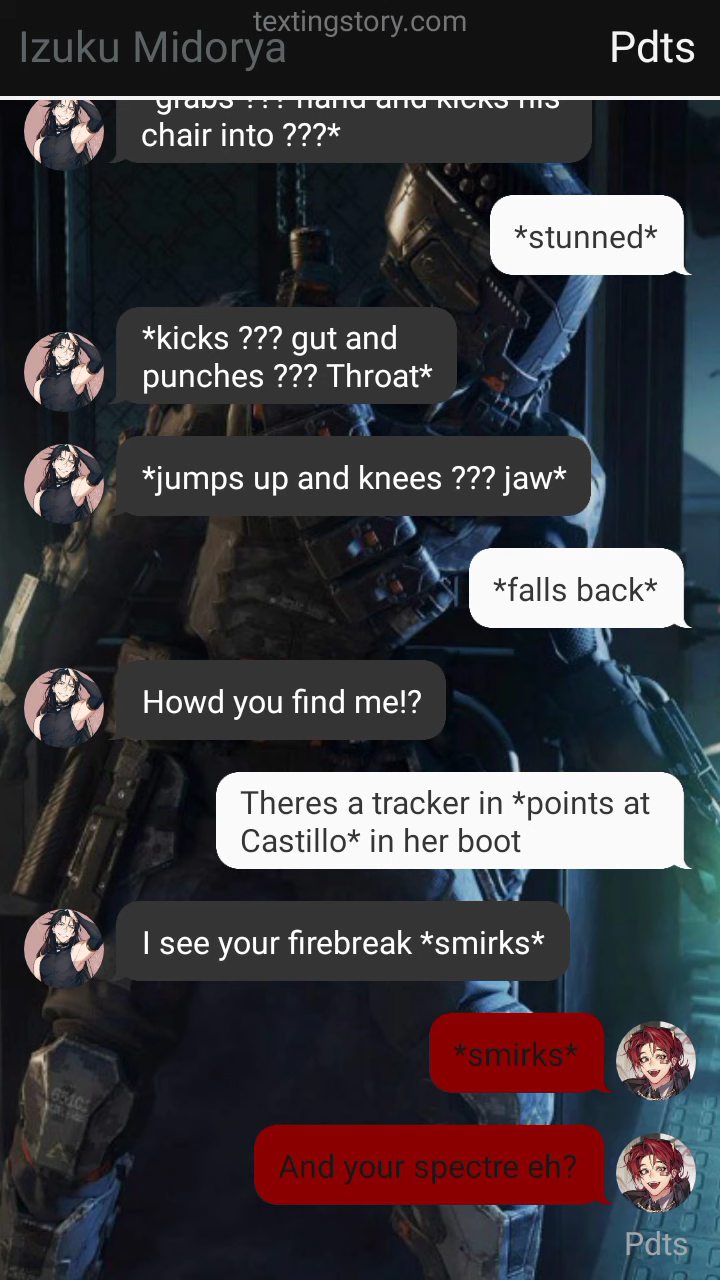 textingstory.com
Izuku Midorya
Pdts
*grabs ??? hand and kicks his
chair into ???*
*stunned*
*kicks ??? gut and
punches ??? Throat*
*jumps up and knees ??? jaw*
*falls back*
Howd you find me!?
Theres a tracker in *points at
Castillo* in her boot
I see your firebreak *smirks*
*smirks*
And your spectre eh?
Pdts